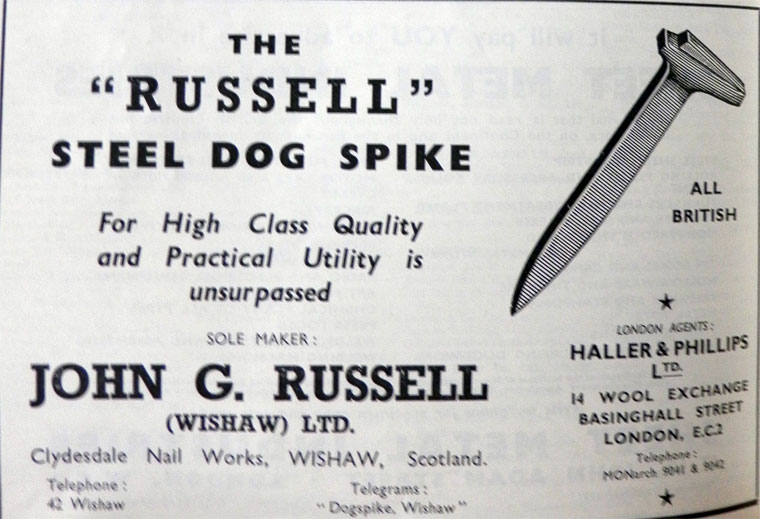 THE
"RUSSELL"
STEEL DOG SPIKE
For High Class Quality
and Practical Utility is
unsurpassed
SOLE MAKER:
JOHN G. RUSSELL
(WISHAW) LTD.
Clydesdale Nail Works, WISHAW, Scotland.
Telephone:
42 Wishaw
Telegrams:
"Dogspike, Wishaw"
ALL
BRITISH
LONDON AGENTS:
HALLER & PHILLIPS
LTD.
14 WOOL EXCHANGE
BASINGHALL STREET
LONDON, E.C.2
Telephone:
MONarch 9041 & 9042